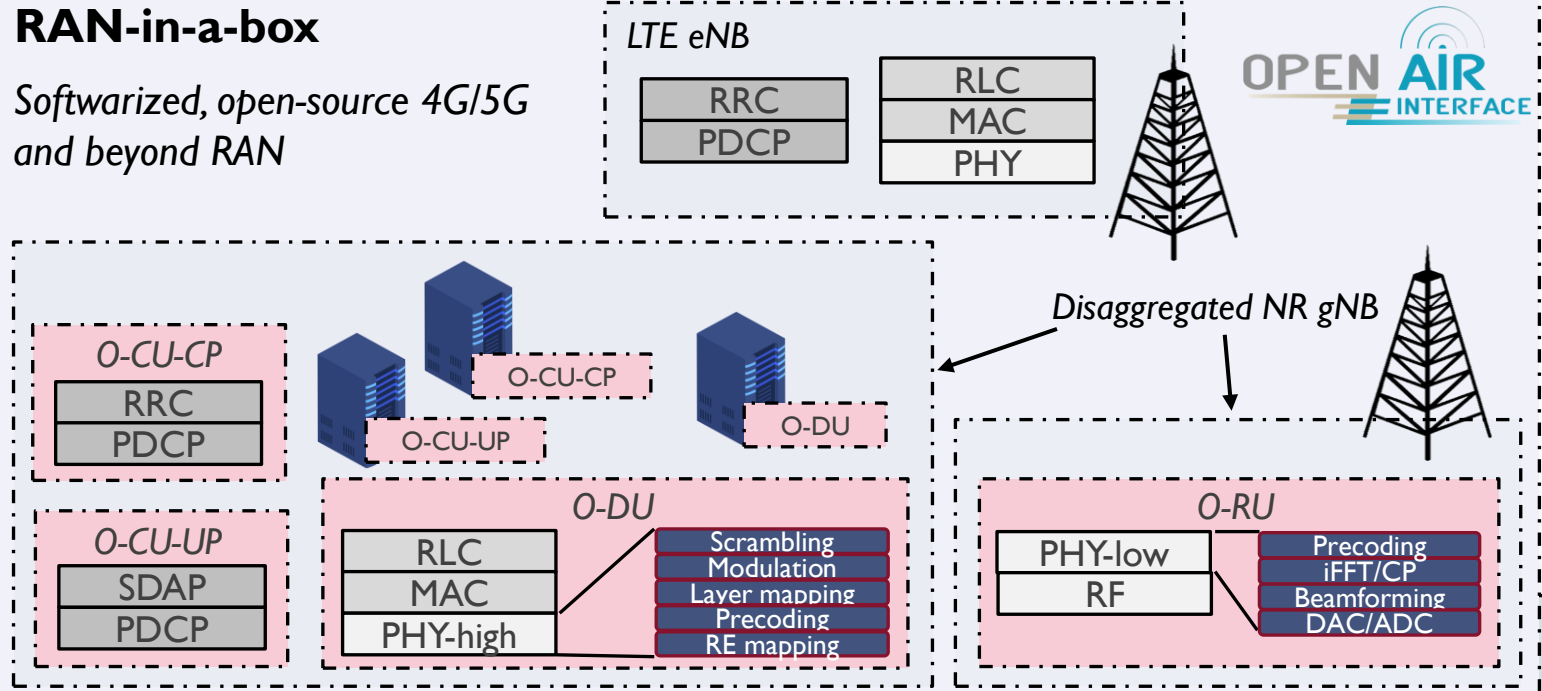 RAN-in-a-box
Softwarized, open-source 4G/5G
and beyond RAN
LTE eNB
RRC
PDCP
RLC
MAC
PHY
OPEN AIR
INTERFACE
Disaggregated NR gNB
O-CU-CP
RRC
PDCP
O-CU-UP
SDAP
PDCP
O-CU-CP
O-CU-UP
O-DU
O-DU
RLC
MAC
PHY-high
Scrambling
Modulation
Layer mapping
Precoding
RE mapping
O-RU
PHY-low
RF
Precoding
iFFT/CP
Beamforming
DAC/ADC